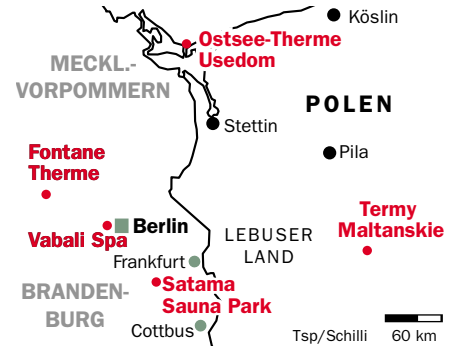 Köslin
Ostsee-Therme
Usedom
MECKL.-
VORPOMMERN
POLEN
Stettin
Pila
Fontane
Therme
Termy
Maltanskie
Berlin
Vabali Spa
LEBUSER
LAND
Frankfurt
Satama
Sauna Park
BRANDEN-
BURG
Cottbus
Tsp/Schilli
60 km